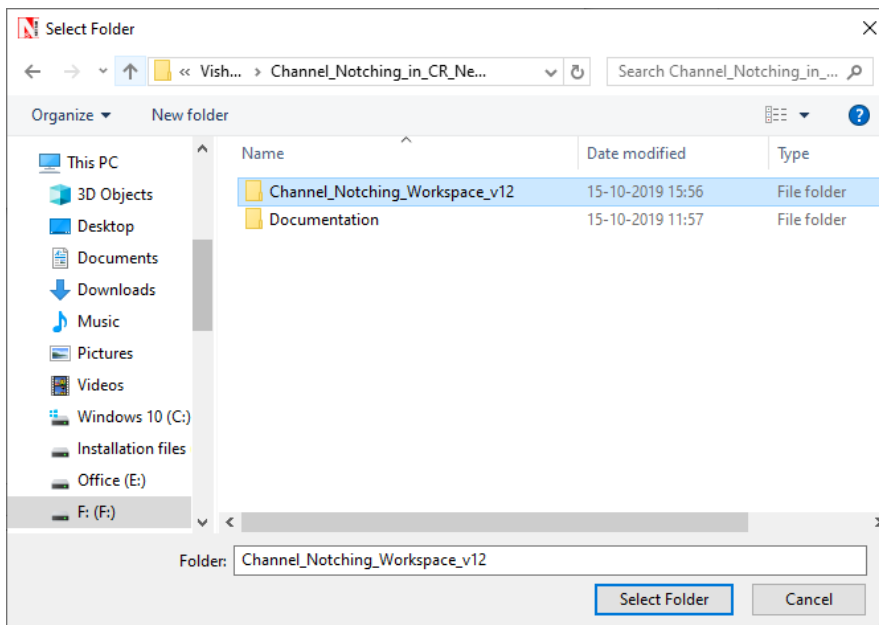 Select Folder
« Vish... › Channel_Notching_in_CR_Ne...
Search Channel_Notching_in_...
Organize
New folder
?
This PC
3D Objects
Desktop
Documents
Downloads
Music
Pictures
Videos
Windows 10 (C:)
Installation files
Office (E:)
F: (F:)
Name Date modified Type
Channel_Notching_Workspace_v12 15-10-2019 15:56 File folder
Documentation 15-10-2019 11:57 File folder
Folder: Channel_Notching_Workspace_v12
Select Folder Cancel